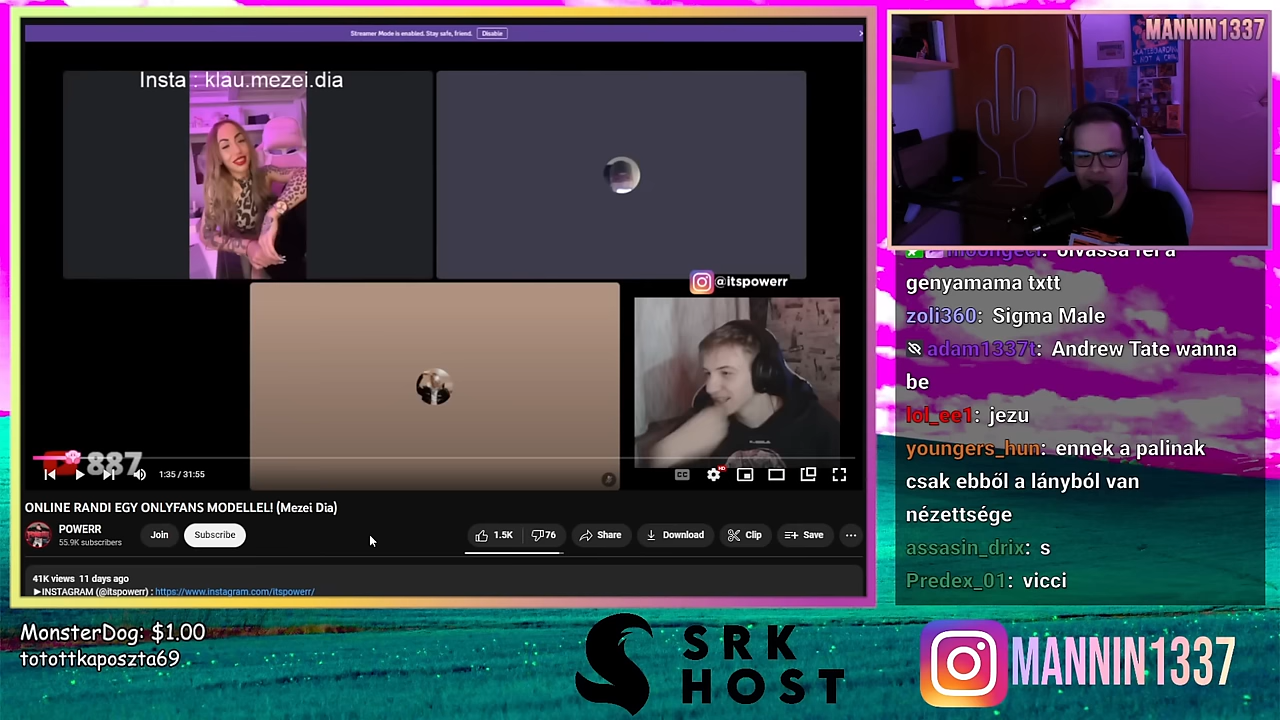 Streamer Mode is enabled. Stay safe, friend. Disable
Insta : klau.mezei.dia
@itspowerr
887
1:35 / 31:55
CC
HD
ONLINE RANDI EGY ONLYFANS MODELLEL! (Mezei Dia)
POWERR
55.9K subscribers
Join
Subscribe
1.5K
76
Share
Download
Clip
Save
41K views 11 days ago
►INSTAGRAM (@itspowerr) : https://www.instagram.com/itspowerr/
MANNIN1337
genyamama txtt
zoli360: Sigma Male
adam1337t: Andrew Tate wanna
be
lol_ee1: jezu
youngers_hun: ennek a palinak
csak ebből a lányból van
nézettsége
assasin_drix: s
Predex_01: vicci
MonsterDog: $1.00
totottkaposzta69
SRK
HOST
MANNIN1337